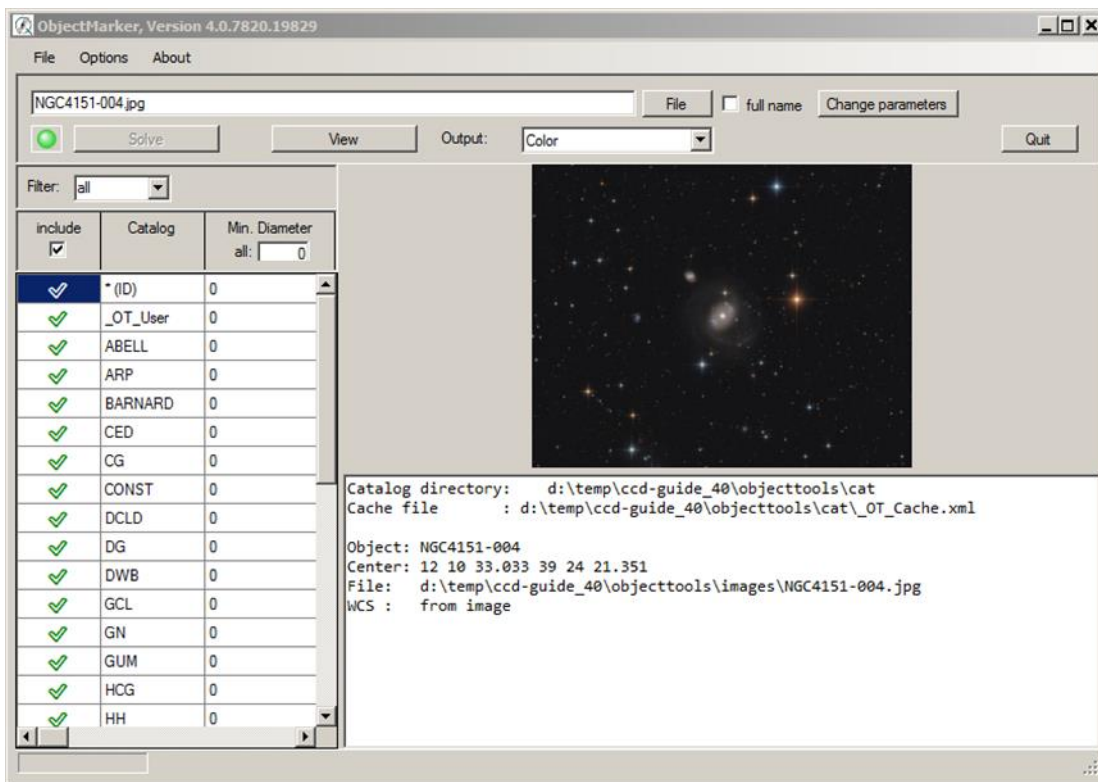 ObjectMarker, Version 4.0.7820.19829
File Options About
NGC4151-004.jpg File full name Change parameters
Solve View Output: Color Quit
Filter: all
include Catalog Min. Diameter
all: 0
* (ID) 0
_OT_User 0
ABELL 0
ARP 0
BARNARD 0
CED 0
CG 0
CONST 0
DCLD 0
DG 0
DWB 0
GCL 0
GN 0
GUM 0
HCG 0
HH 0
Catalog directory: d:\temp\ccd-guide_40\objecttools\cat
Cache file : d:\temp\ccd-guide_40\objecttools\cat\_OT_Cache.xml
Object: NGC4151-004
Center: 12 10 33.033 39 24 21.351
File: d:\temp\ccd-guide_40\objecttools\images\NGC4151-004.jpg
WCS : from image